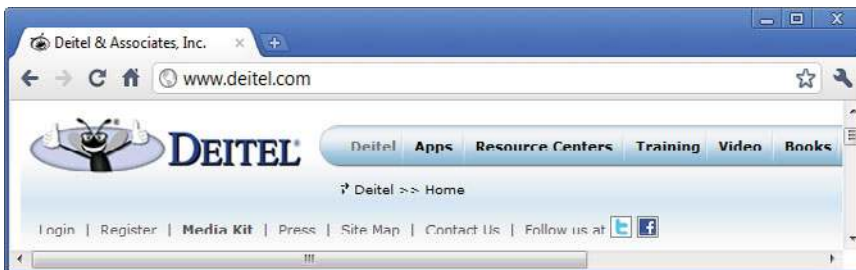 Deitel & Associates, Inc.
www.deitel.com
DEITEL
Deitel Apps Resource Centers Training Video Books
Deitel >> Home
Login | Register | Media Kit | Press | Site Map | Contact Us | Follow us at